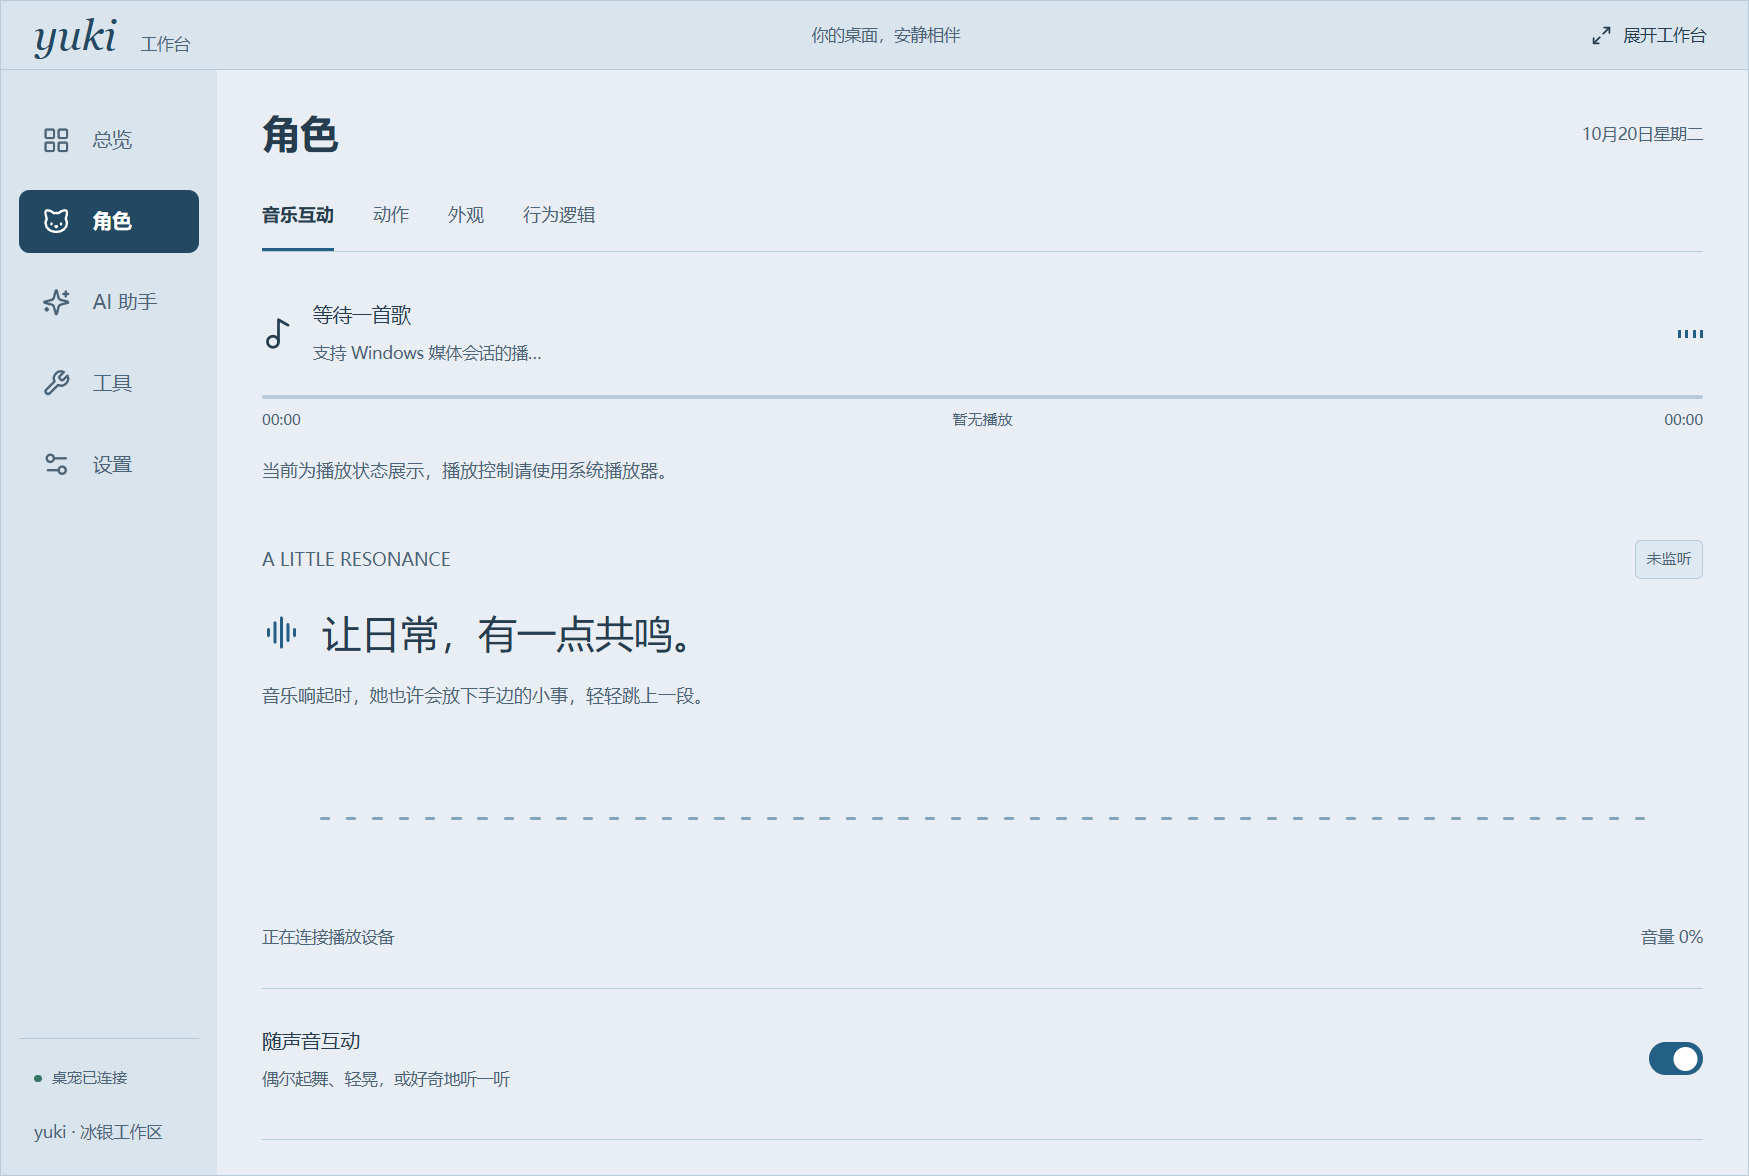 yuki 工作台
你的桌面，安静相伴
展开工作台
总览
角色
AI 助手
工具
设置
桌宠已连接
yuki · 冰银工作区
角色
10月20日星期二
音乐互动 动作 外观 行为逻辑
等待一首歌
支持 Windows 媒体会话的播...
00:00 暂无播放 00:00
当前为播放状态展示，播放控制请使用系统播放器。
A LITTLE RESONANCE
未监听
让日常，有一点共鸣。
音乐响起时，她也许会放下手边的小事，轻轻跳上一段。
正在连接播放设备 音量 0%
随声音互动
偶尔起舞、轻晃，或好奇地听一听